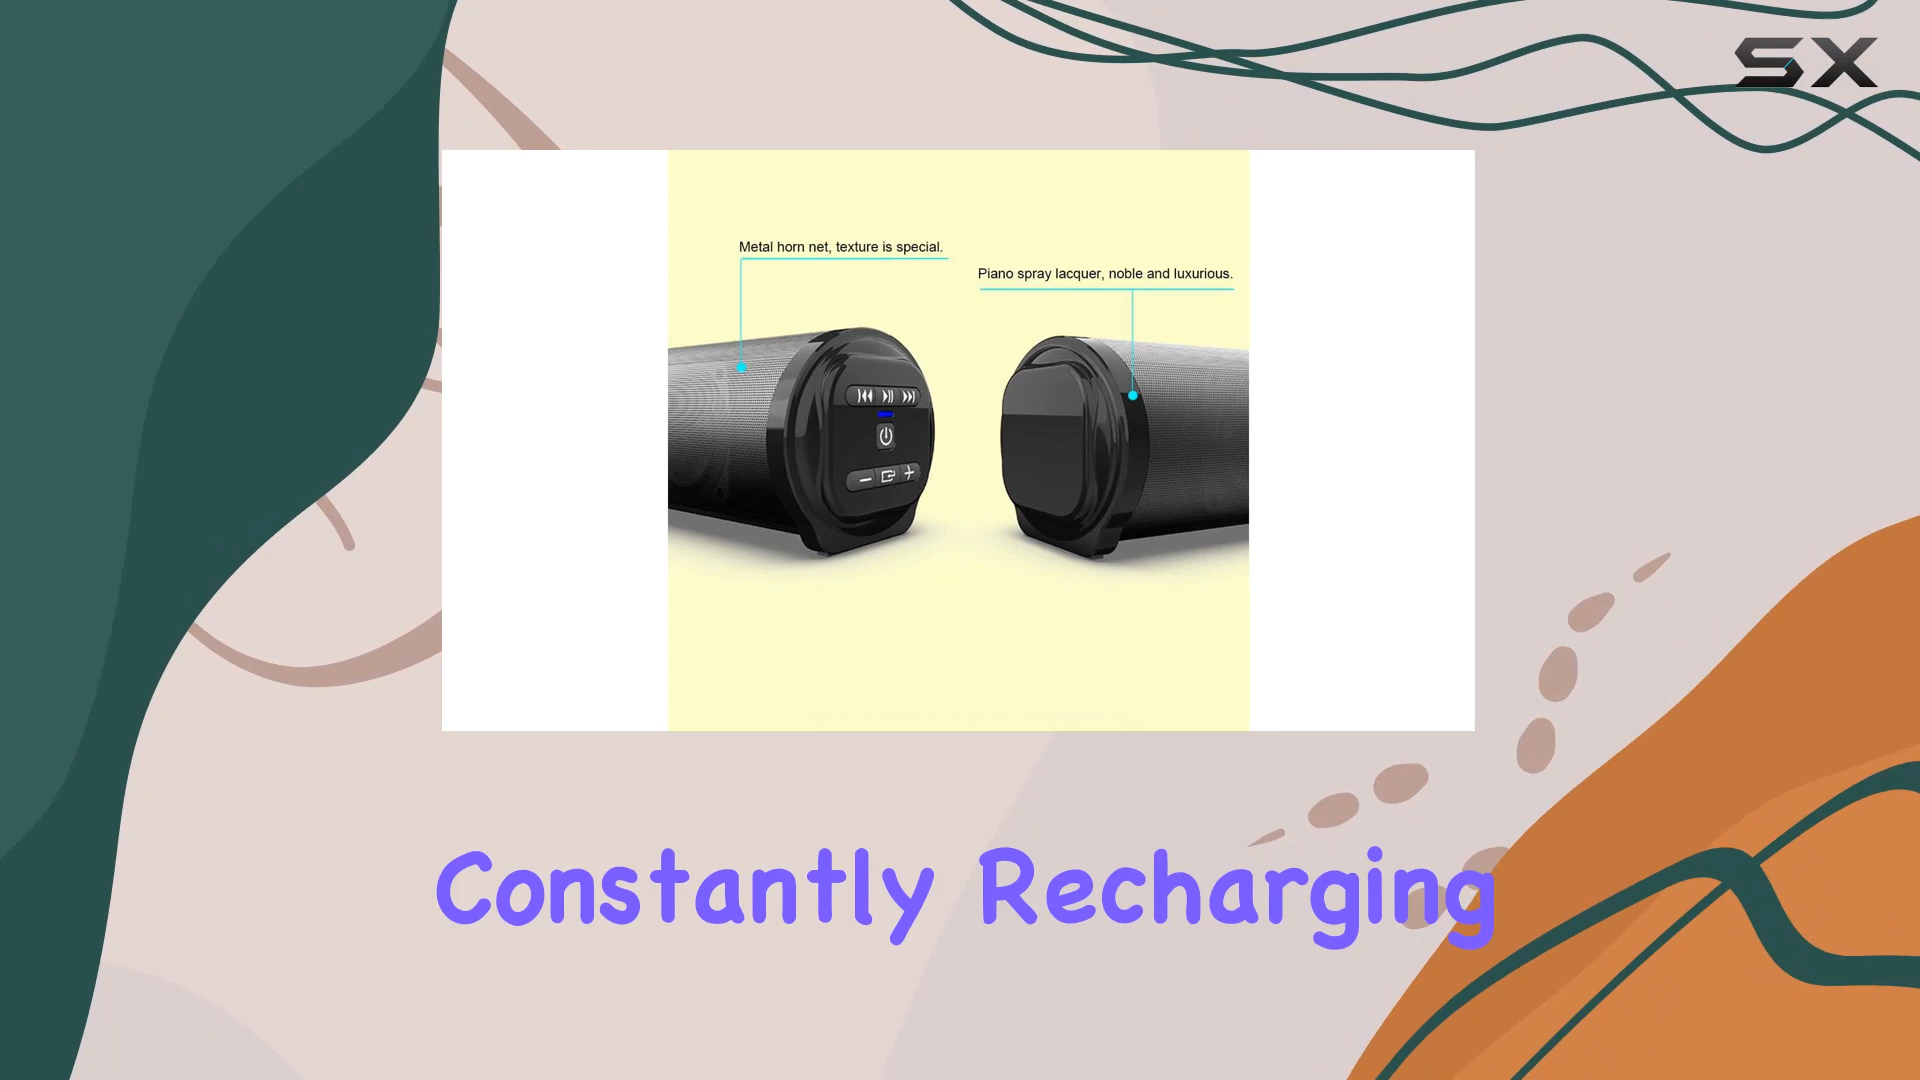 SX
Metal horn net, texture is special.
Piano spray lacquer, noble and luxurious.
Constantly Recharging